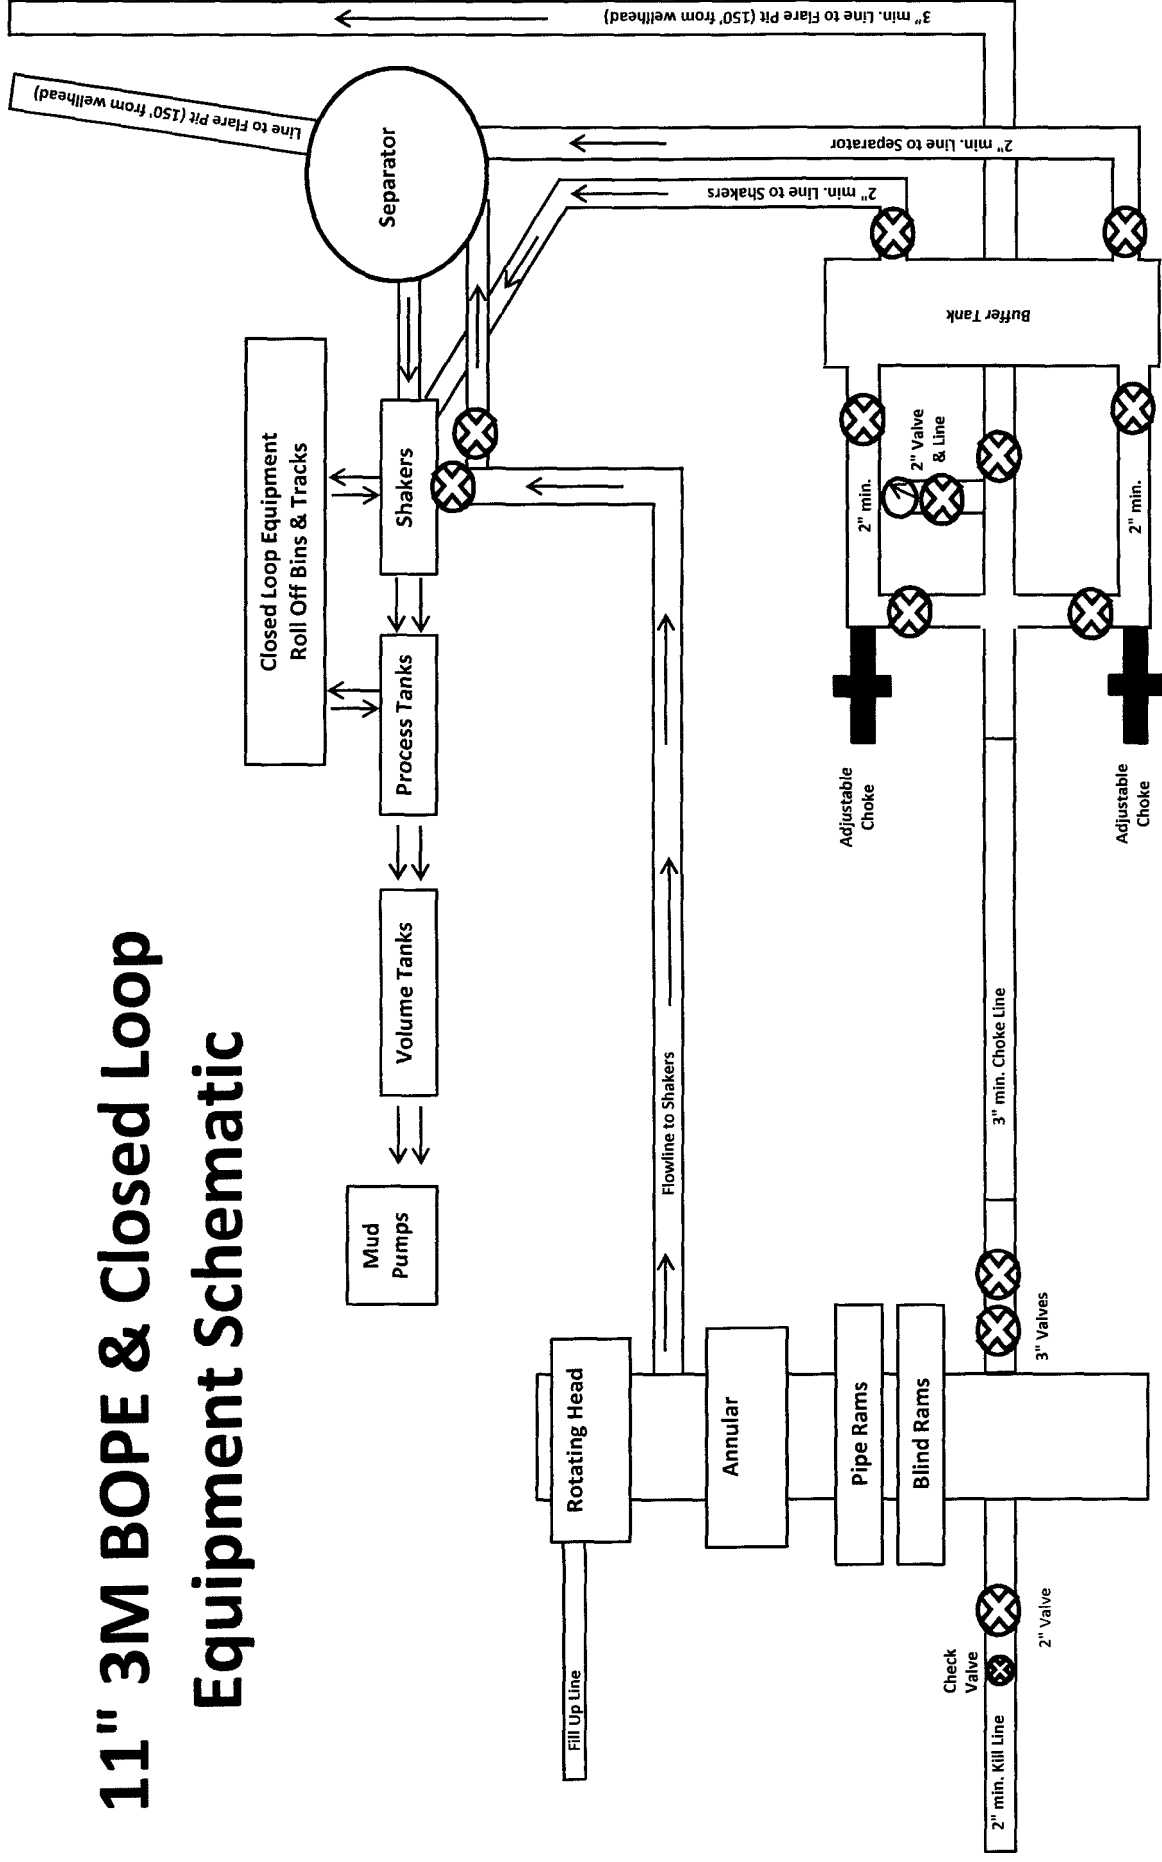 11" 3M BOPE & Closed Loop
Equipment Schematic
Mud
Pumps
Volume Tanks
Process Tanks
Shakers
Closed Loop Equipment
Roll Off Bins & Tracks
Separator
Line to Flare Pit (150' from wellhead)
3" min. Line to Flare Pit (150' from wellhead)
2" min. Line to Separator
2" min. Line to Shakers
Fill Up Line
Rotating Head
Flowline to Shakers
Annular
Pipe Rams
Blind Rams
Adjustable
Choke
2" min.
2" Valve
& Line
Buffer Tank
2" min. Kill Line
Check
Valve
2" Valve
3" Valves
3" min. Choke Line
Adjustable
Choke
2" min.